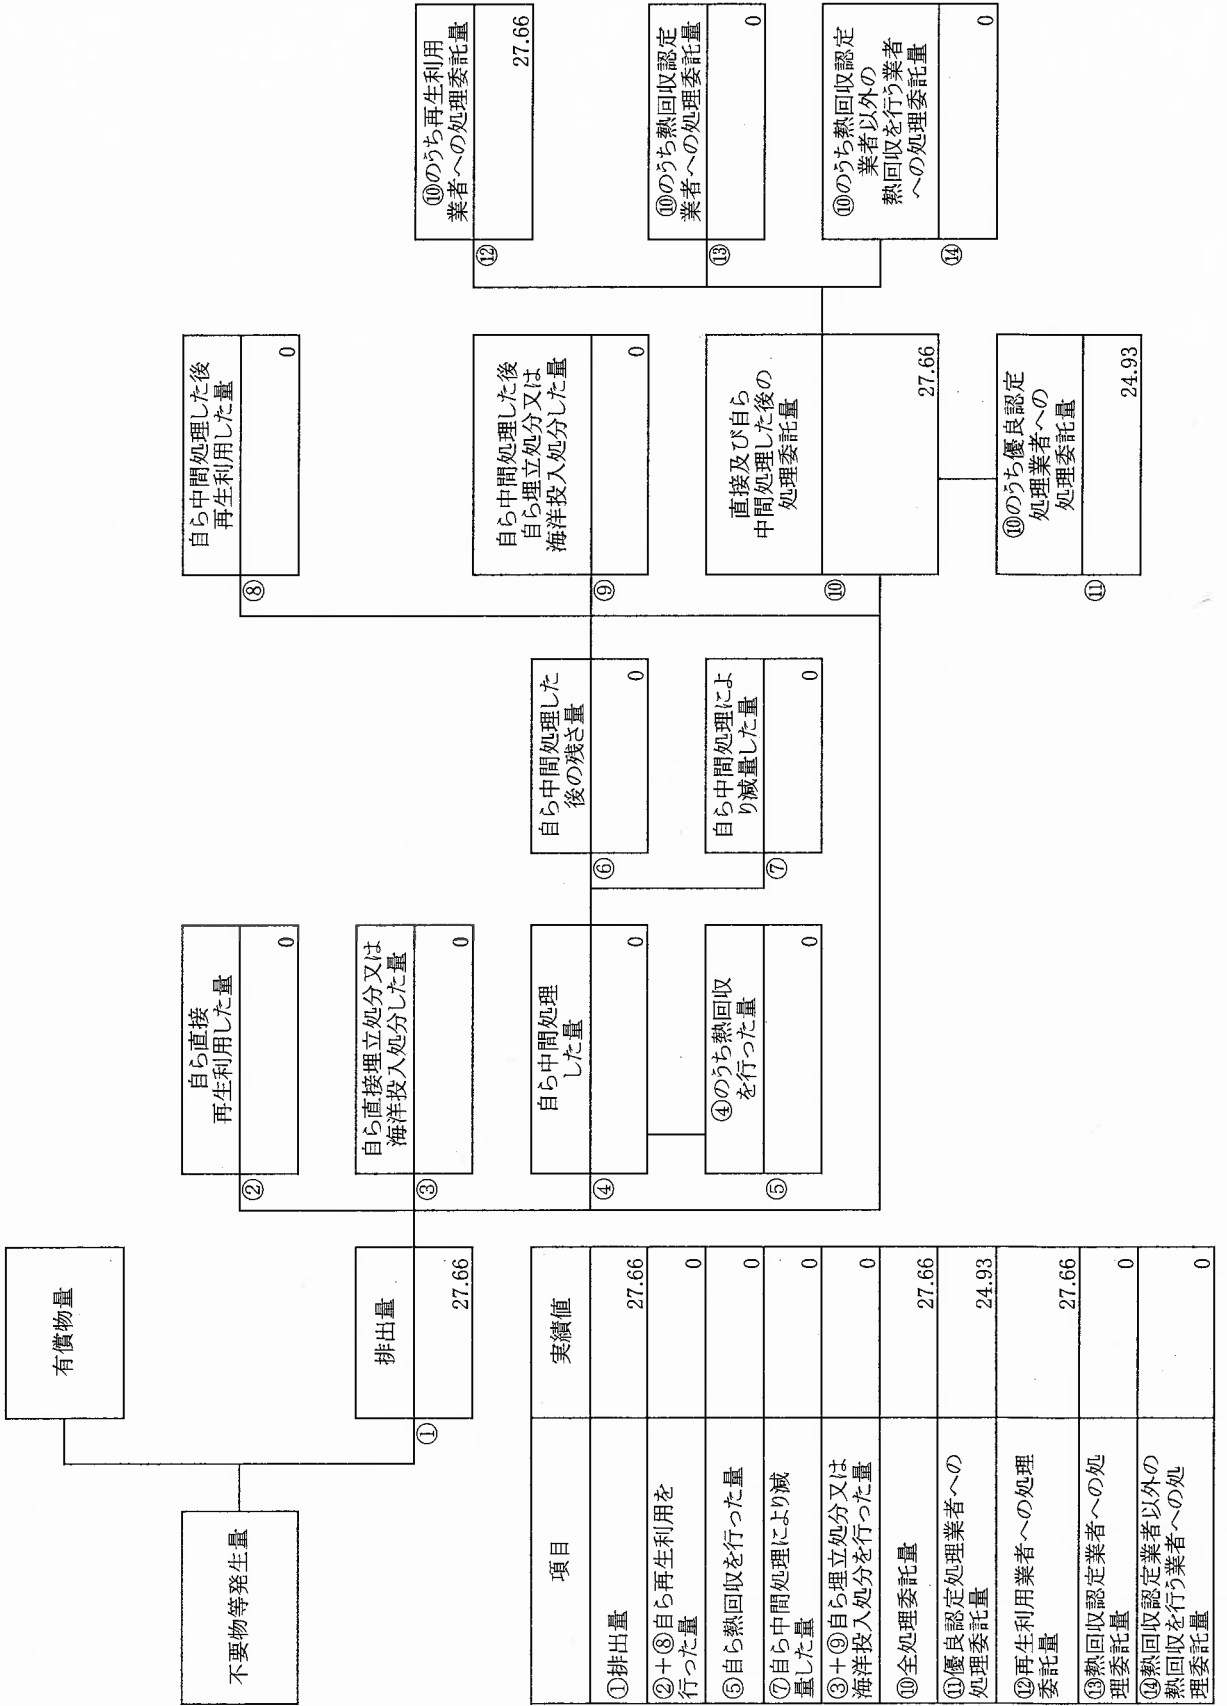 不要物等発生量
有償物量
①
排出量
27.66
②
自ら直接
再生利用した量
0
③
自ら直接埋立処分又は
海洋投入処分した量
0
④
自ら中間処理
した量
0
⑤
④のうち熱回収
を行った量
0
⑥
自ら中間処理した
後の残さ量
0
⑦
自ら中間処理によ
り減量した量
0
⑧
自ら中間処理した後
再生利用した量
0
⑨
自ら中間処理した後
自ら埋立処分又は
海洋投入処分した量
0
⑩
直接及び自ら
中間処理した後の
処理委託量
27.66
⑪
⑩のうち優良認定
処理業者への
処理委託量
24.93
⑫
⑩のうち再生利用
業者への処理委託量
27.66
⑬
⑩のうち熱回収認定
業者への処理委託量
0
⑭
⑩のうち熱回収認定
業者以外の
熱回収を行う業者
への処理委託量
0
項目 実績値
①排出量 27.66
②+⑧自ら再生利用を
行った量 0
⑤自ら熱回収を行った量 0
⑦自ら中間処理により減
量した量 0
③+⑨自ら埋立処分又は
海洋投入処分を行った量 0
⑩全処理委託量 27.66
⑪優良認定処理業者への
処理委託量 24.93
⑫再生利用業者への処理
委託量 27.66
⑬熱回収認定業者への処
理委託量 0
⑭熱回収認定業者以外の
熱回収を行う業者への処
理委託量 0